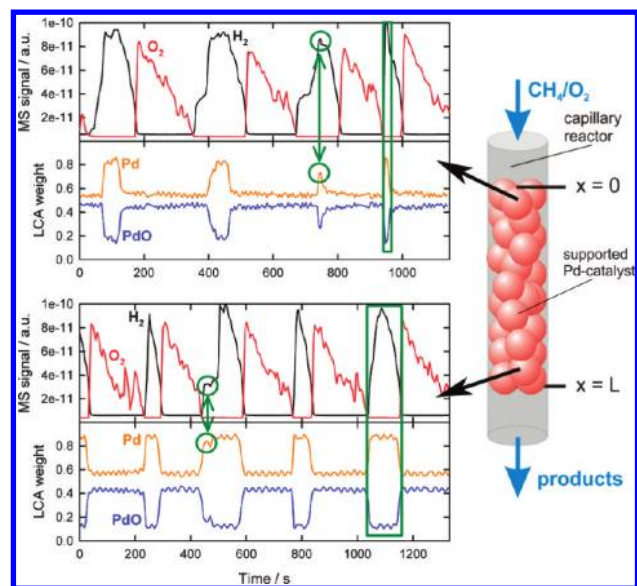 1e-10
8e-11
6e-11
4e-11
2e-11
MS signal / a.u.
O₂
H₂
0.8
0.6
0.4
0.2
0.0
LCA weight
Pd
PdO
0 200 400 600 800 1000
1e-10
8e-11
6e-11
4e-11
2e-11
MS signal / a.u.
H₂
O₂
0.8
0.6
0.4
0.2
0.0
LCA weight
Pd
PdO
0 200 400 600 800 1000 1200
Time / s
CH₄/O₂
capillary
reactor
x = 0
supported
Pd-catalyst
x = L
products